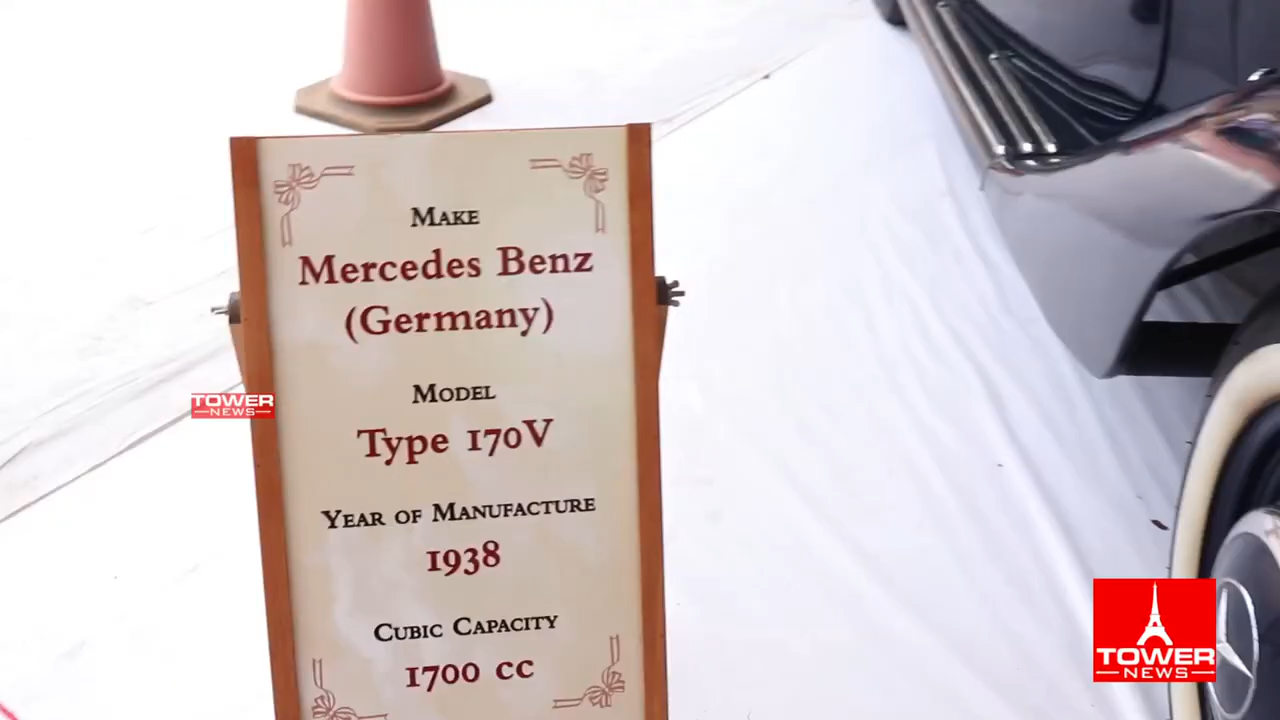 Make
Mercedes Benz
(Germany)
Model
Type 170V
Year of Manufacture
1938
Cubic Capacity
1700 cc
TOWER
NEWS
TOWER
NEWS